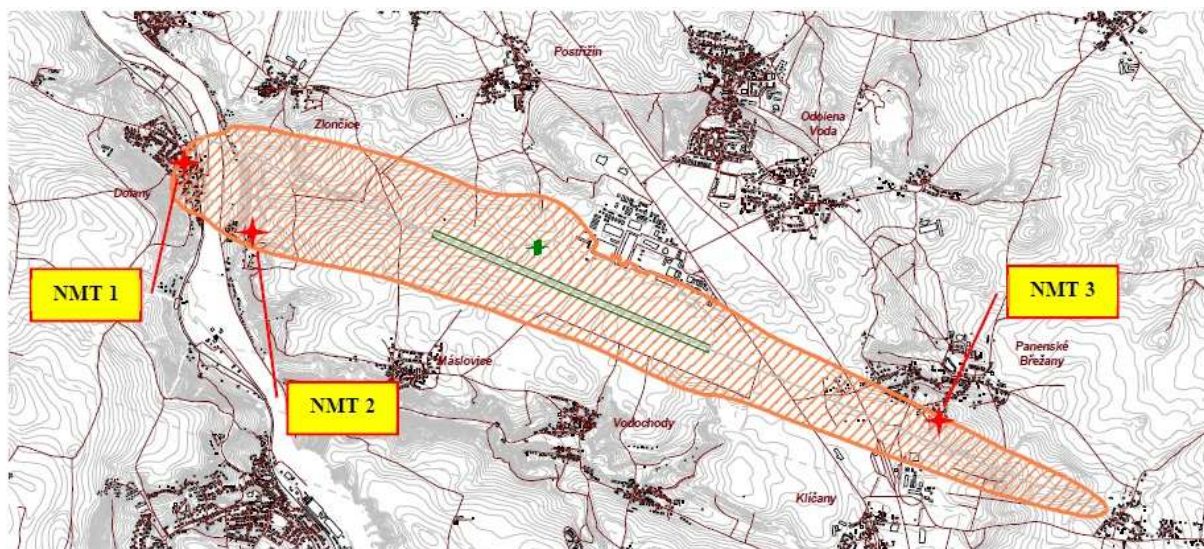 Postřižín
Zlončice
Odolena
Voda
Dolany
NMT 1
NMT 3
Panenské
Břežany
Máslovice
NMT 2
Vodochody
Klíčany